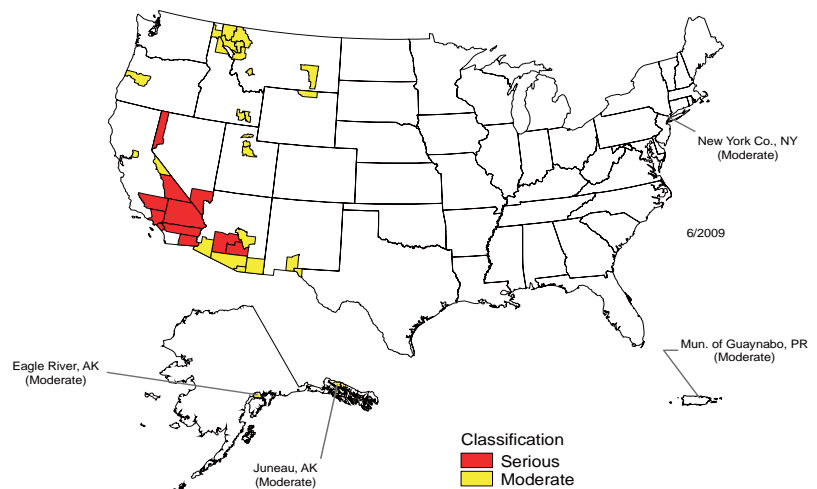 New York Co., NY
(Moderate)
6/2009
Mun. of Guaynabo, PR
(Moderate)
Eagle River, AK
(Moderate)
Juneau, AK
(Moderate)
Classification
Serious
Moderate